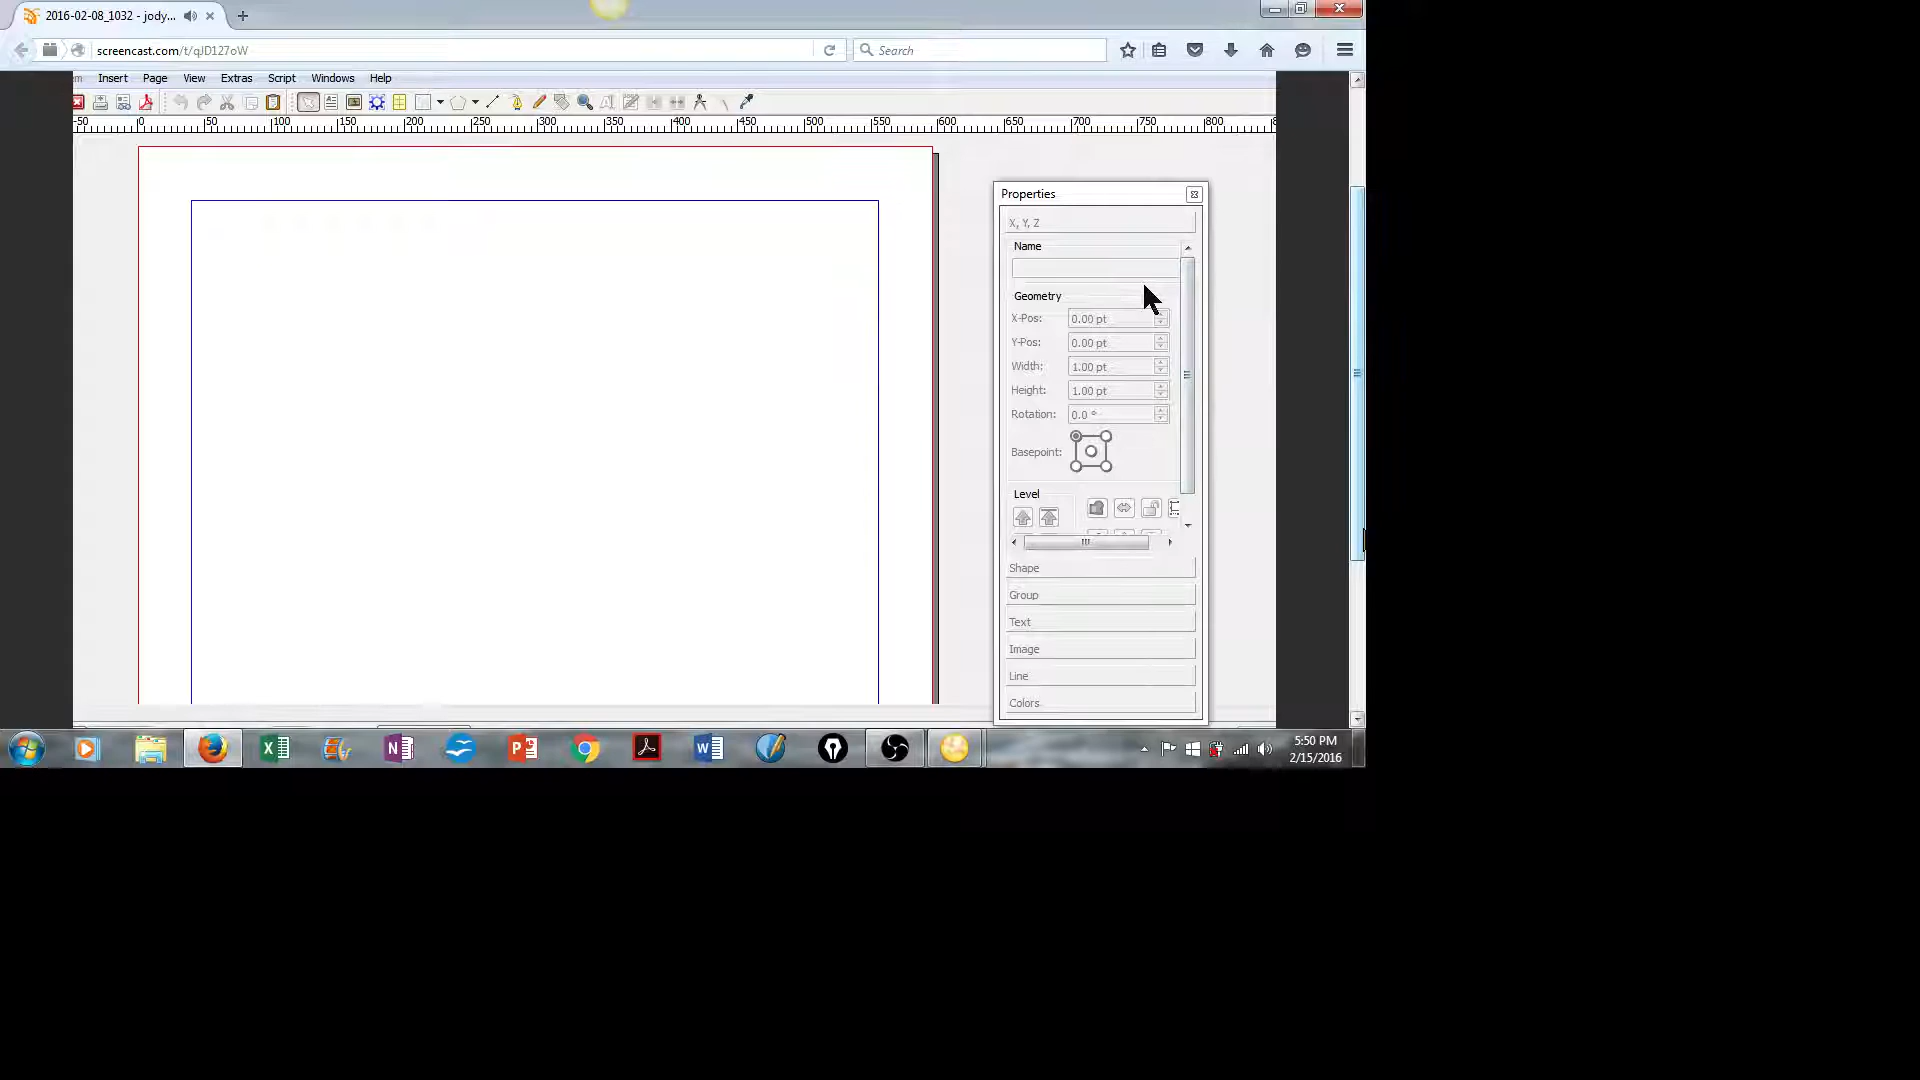 2016-02-08_1032 - jody...
screencast.com/t/qJD127oW
Search
Insert Page View Extras Script Windows Help
-50 0 50 100 150 200 250 300 350 400 450 500 550 600 650 700 750 800
Properties
X, Y, Z
Name
Geometry
X-Pos: 0.00 pt
Y-Pos: 0.00 pt
Width: 1.00 pt
Height: 1.00 pt
Rotation: 0.0 °
Basepoint:
Level
Shape
Group
Text
Image
Line
Colors
5:50 PM
2/15/2016